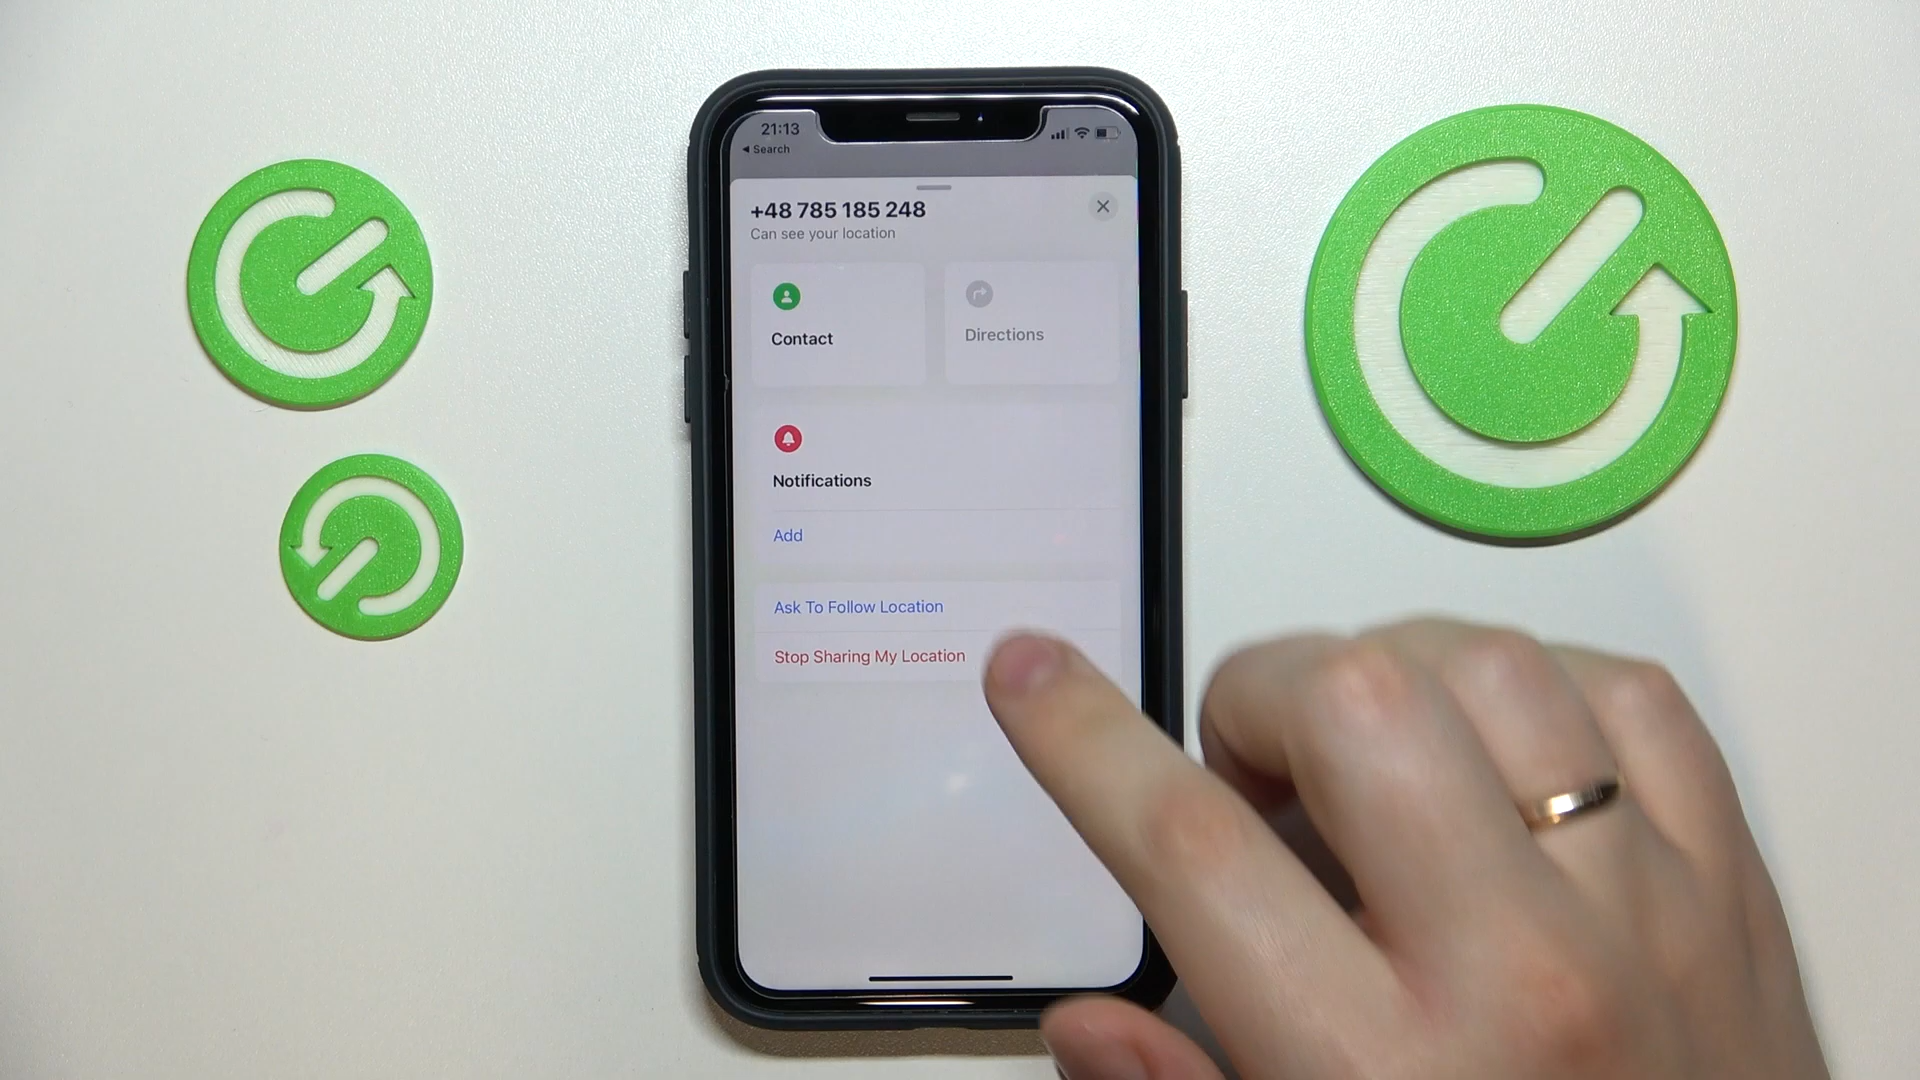 21:13
◀ Search
+48 785 185 248
Can see your location
Contact
Directions
Notifications
Add
Ask To Follow Location
Stop Sharing My Location